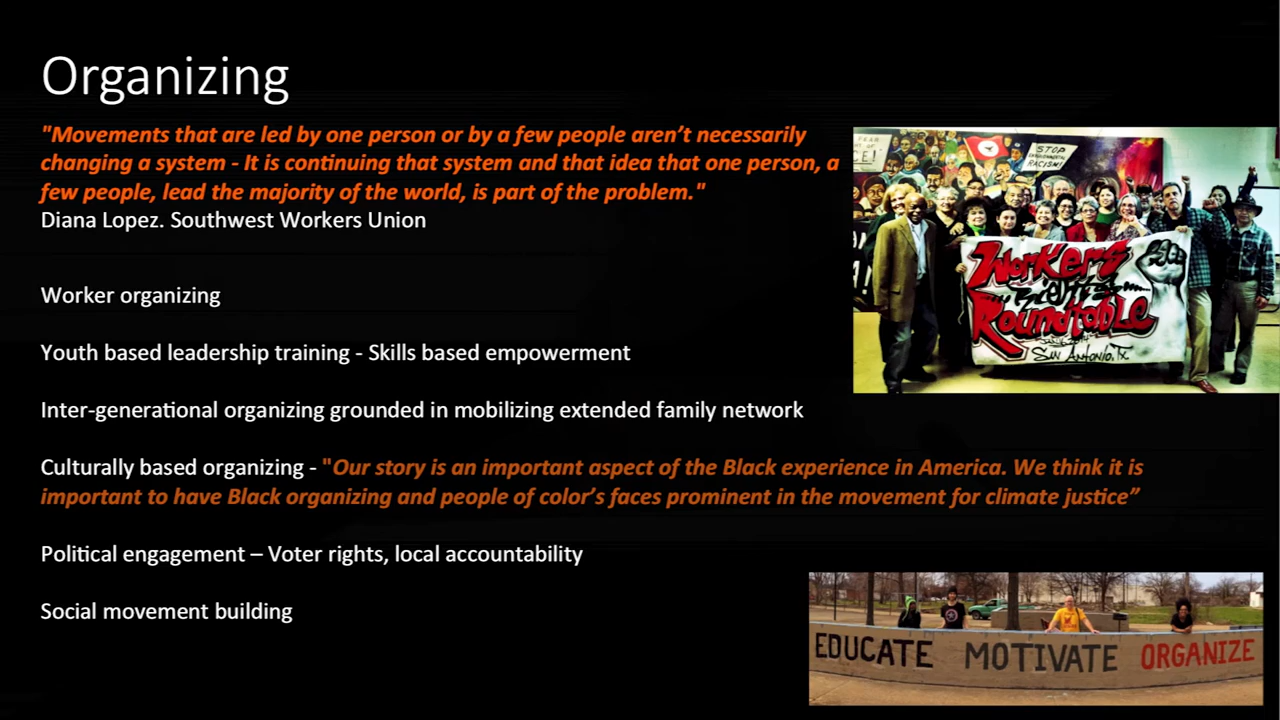 Organizing
"Movements that are led by one person or by a few people aren’t necessarily
changing a system - It is continuing that system and that idea that one person, a
few people, lead the majority of the world, is part of the problem."
Diana Lopez. Southwest Workers Union
Worker organizing
Youth based leadership training - Skills based empowerment
Inter-generational organizing grounded in mobilizing extended family network
Culturally based organizing - "Our story is an important aspect of the Black experience in America. We think it is
important to have Black organizing and people of color’s faces prominent in the movement for climate justice”
Political engagement – Voter rights, local accountability
Social movement building
STOP
ENVIRONMENTAL
RACISM!
Workers
Roundtable
San Antonio, Tx
EDUCATE MOTIVATE ORGANIZE